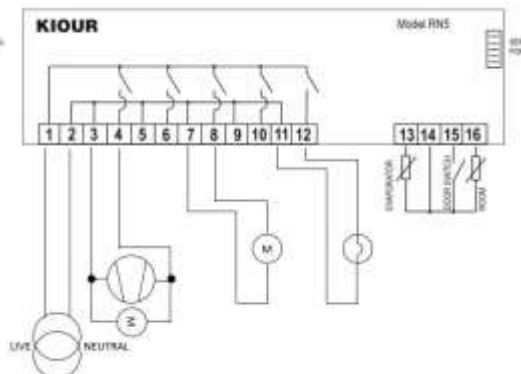 KIOUR
Model RN5
1 2 3 4 5 6 7 8 9 10 11 12
13 14 15 16
EVAPORATOR
DOOR SWITCH
ROOM
M
M
LIVE
NEUTRAL